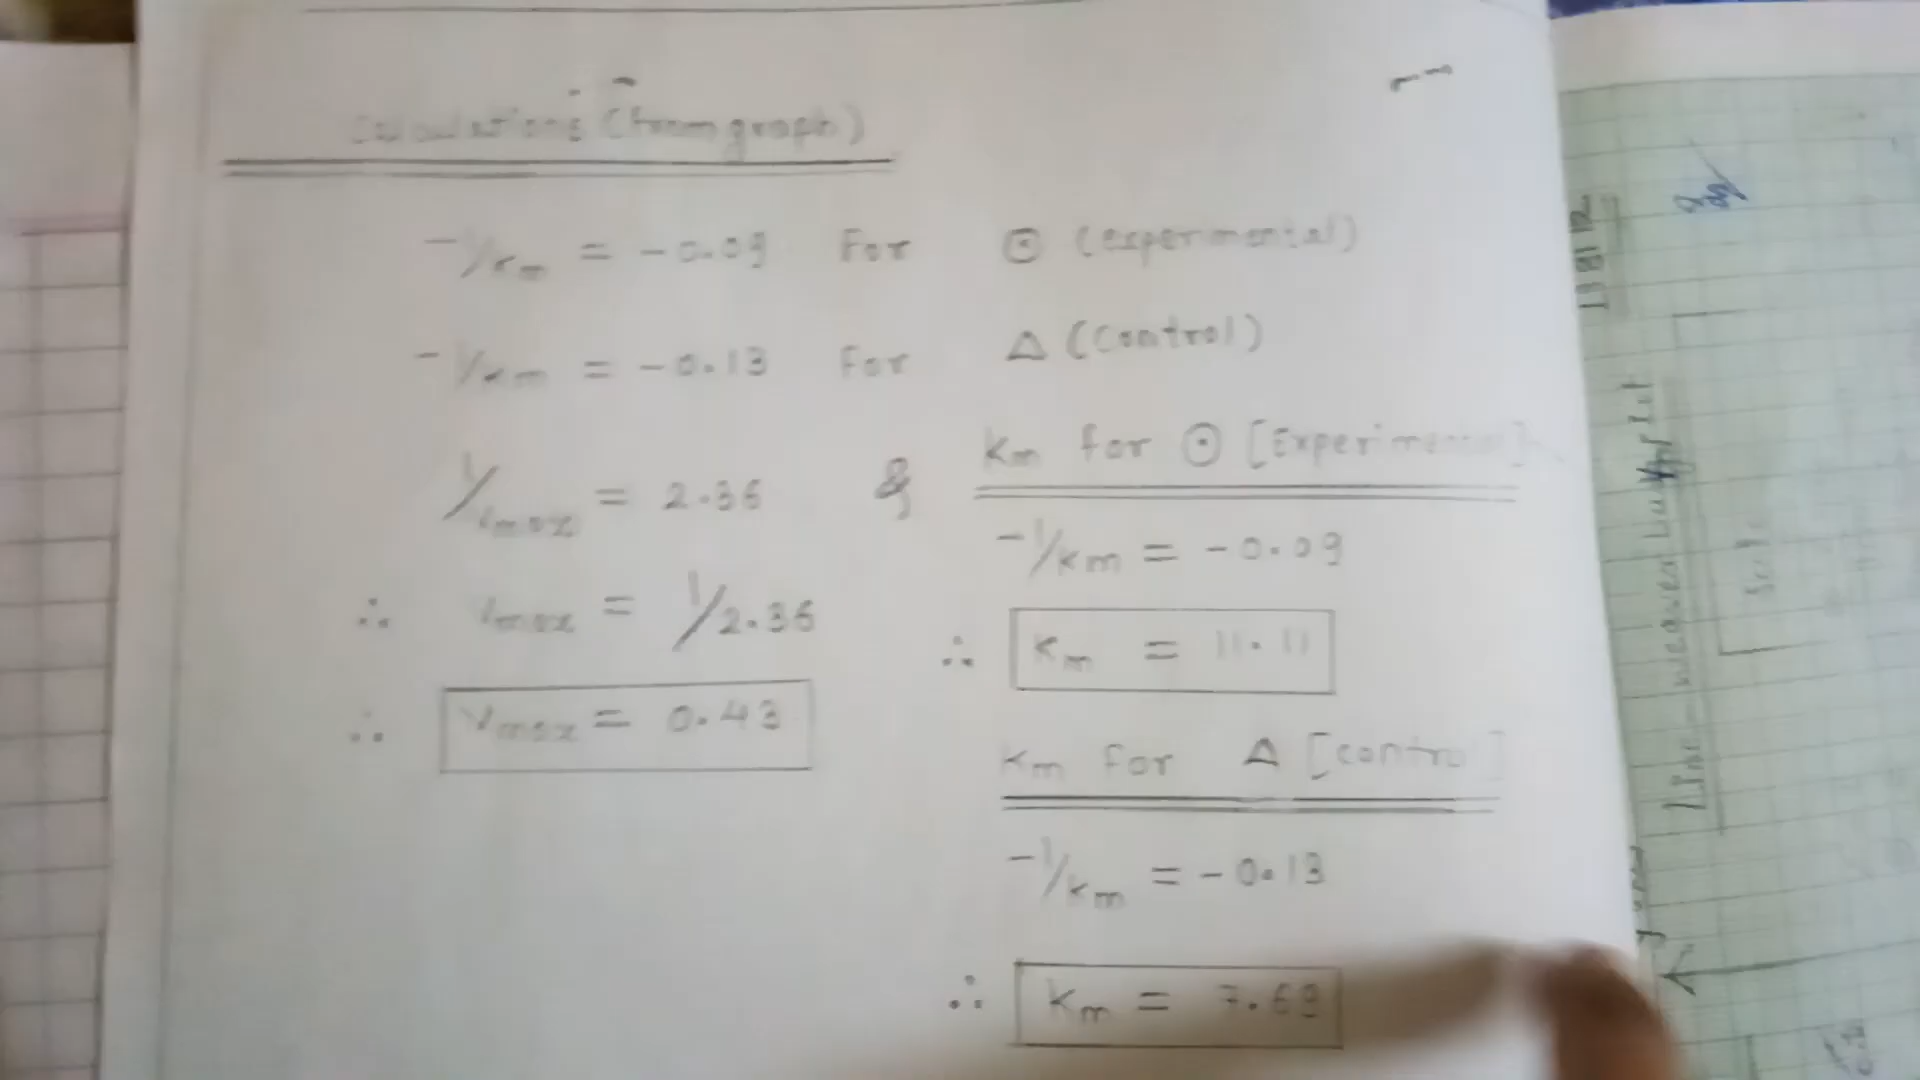 Calculations (from graph)
-1/Km = -0.09 For ⊙ (experimental)
-1/Km = -0.13 For Δ (Control)
1/Vmax = 2.36 &
∴ Vmax = 1/2.36
∴ Vmax = 0.43
Km for ⊙ [Experimental]
-1/Km = -0.09
∴ Km = 11.11
Km For Δ [control]
-1/Km = -0.13
∴ Km = 7.69